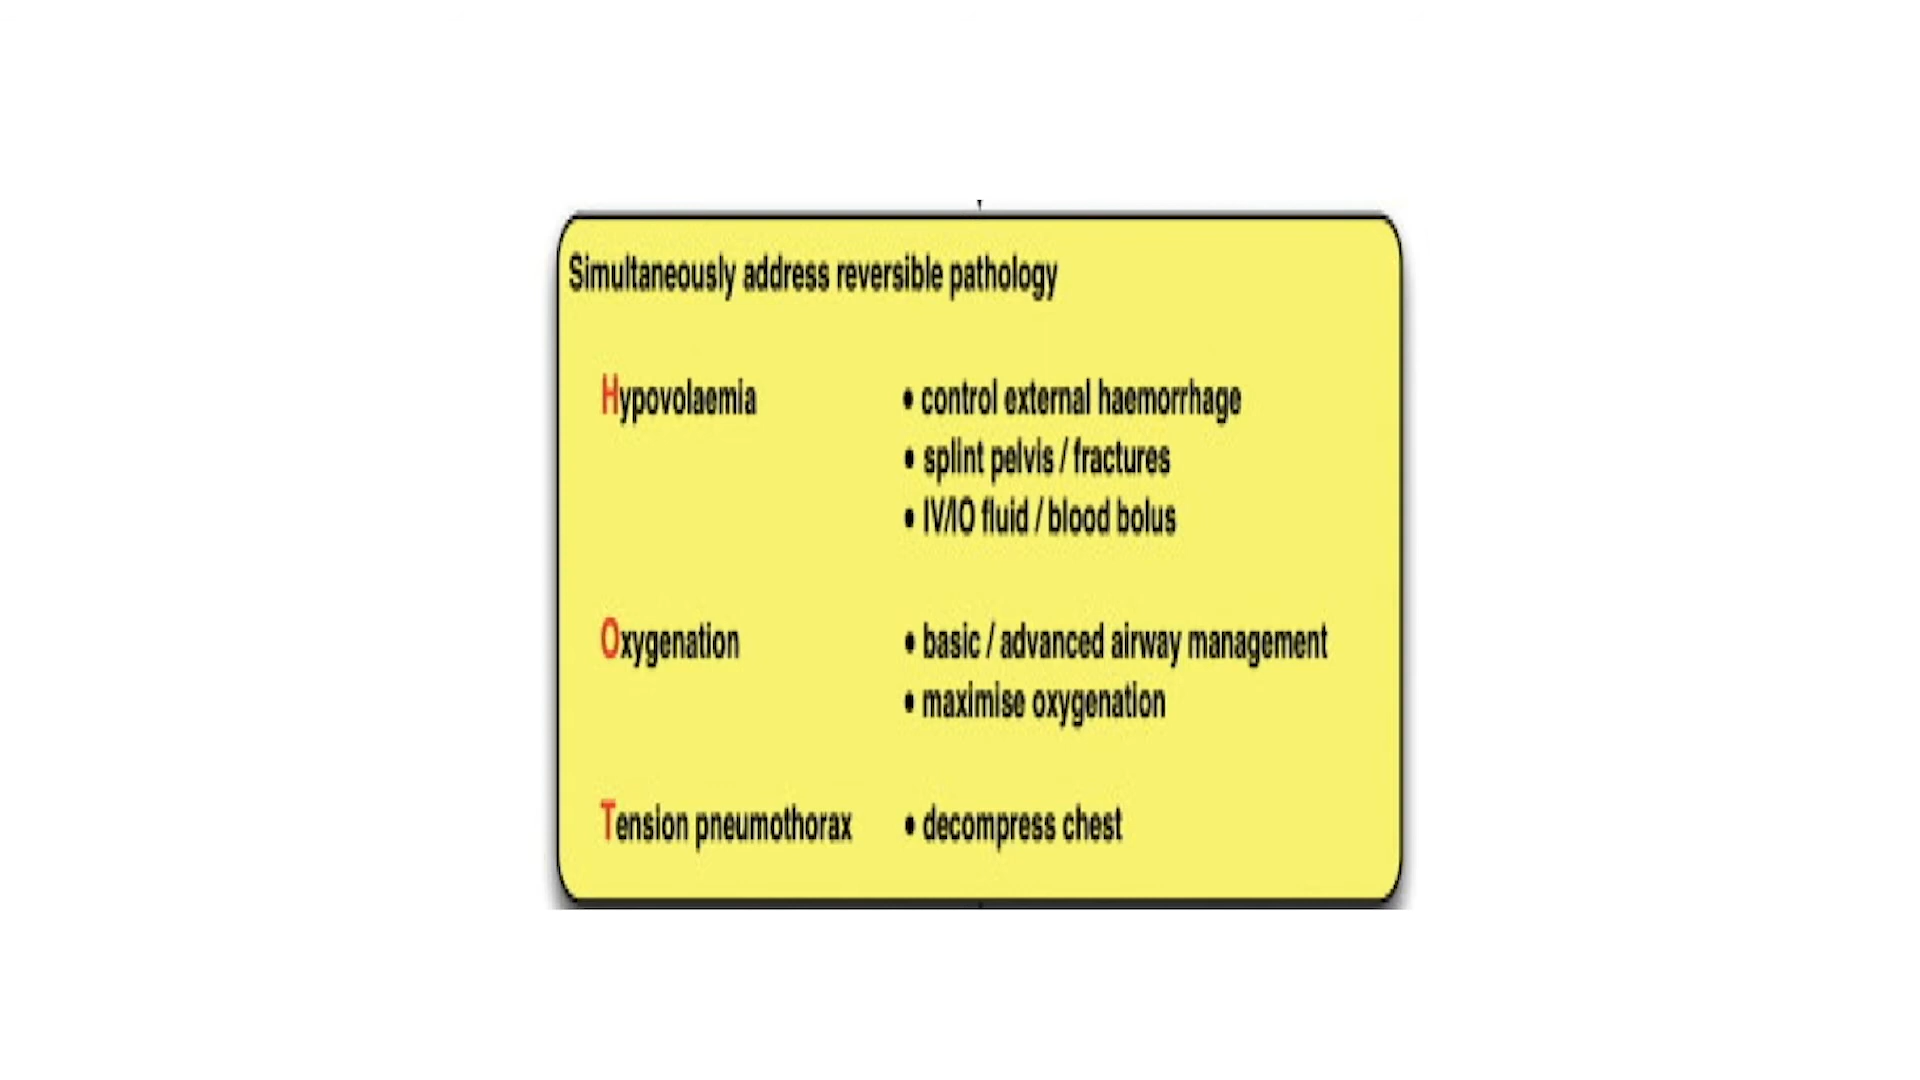 Simultaneously address reversible pathology
Hypovolaemia • control external haemorrhage
• splint pelvis / fractures
• IV/IO fluid / blood bolus
Oxygenation • basic / advanced airway management
• maximise oxygenation
Tension pneumothorax • decompress chest